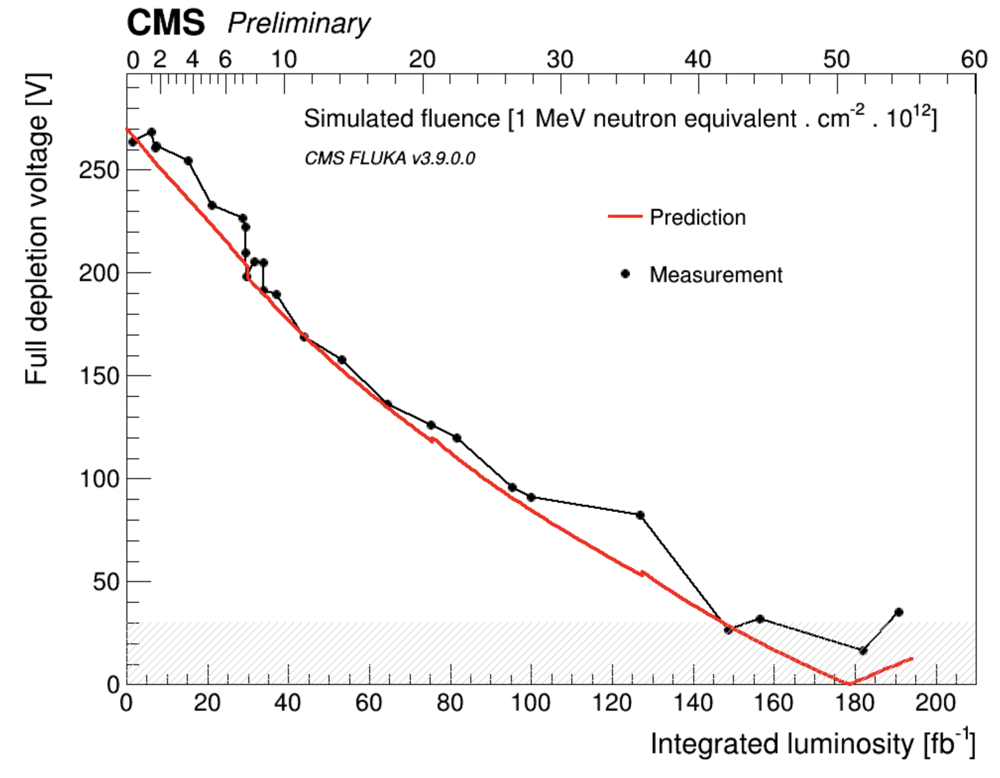 CMS Preliminary
0 2 4 6 10 20 30 40 50 60
Full depletion voltage [V]
Simulated fluence [1 MeV neutron equivalent . cm⁻² . 10¹²]
CMS FLUKA v3.9.0.0
Prediction
Measurement
250
200
150
100
50
0
0 20 40 60 80 100 120 140 160 180 200
Integrated luminosity [fb⁻¹]